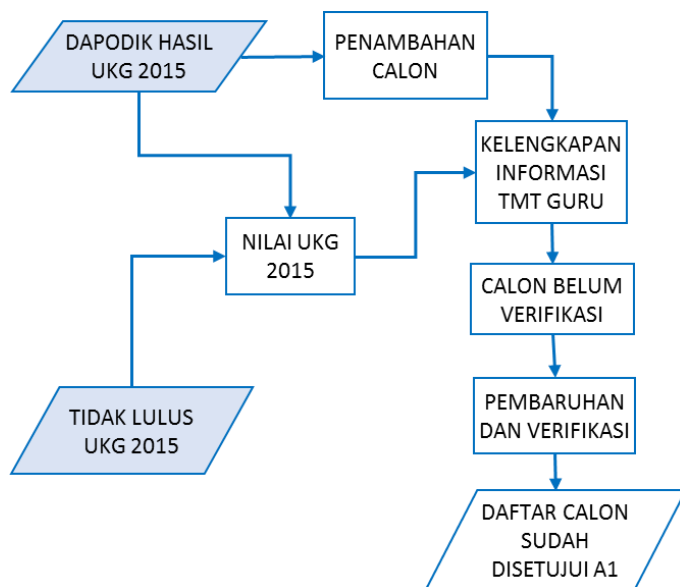 DAPODIK HASIL
UKG 2015
PENAMBAHAN
CALON
KELENGKAPAN
INFORMASI
TMT GURU
NILAI UKG
2015
CALON BELUM
VERIFIKASI
TIDAK LULUS
UKG 2015
PEMBARUHAN
DAN VERIFIKASI
DAFTAR CALON
SUDAH
DISETUJUI A1